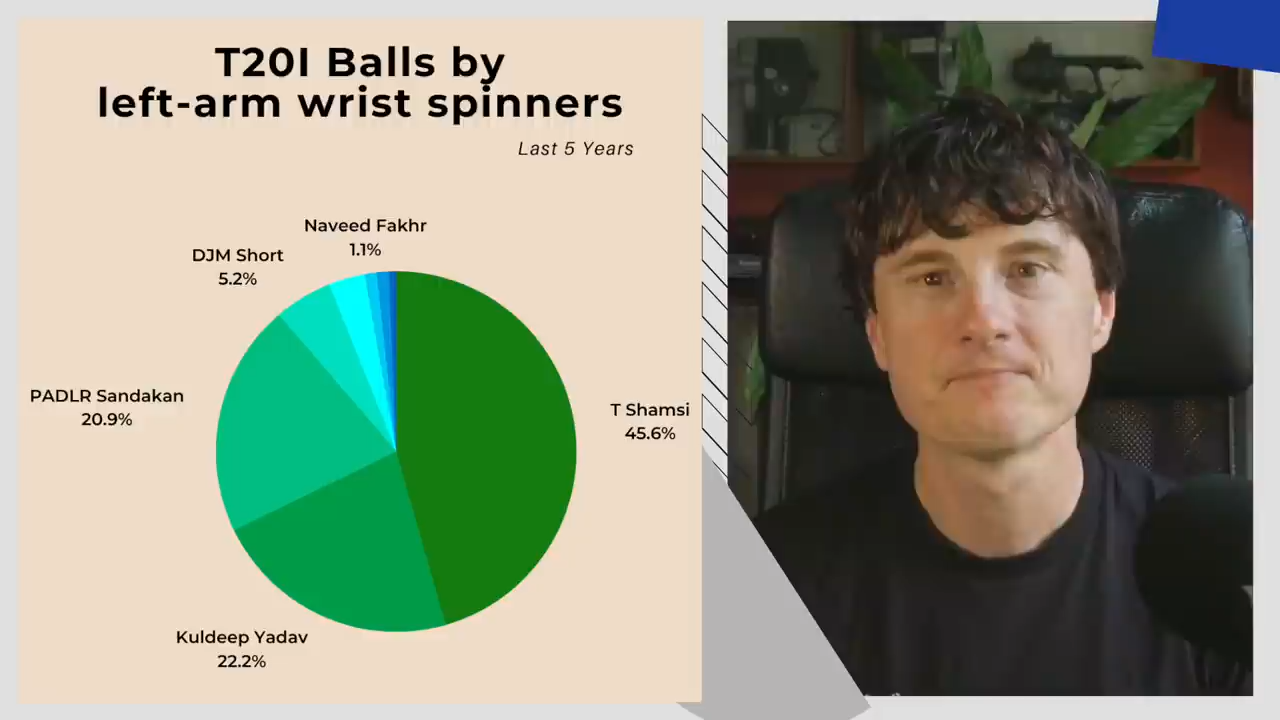 T20I Balls by
left-arm wrist spinners
Last 5 Years
Naveed Fakhr
1.1%
DJM Short
5.2%
PADLR Sandakan
20.9%
T Shamsi
45.6%
Kuldeep Yadav
22.2%